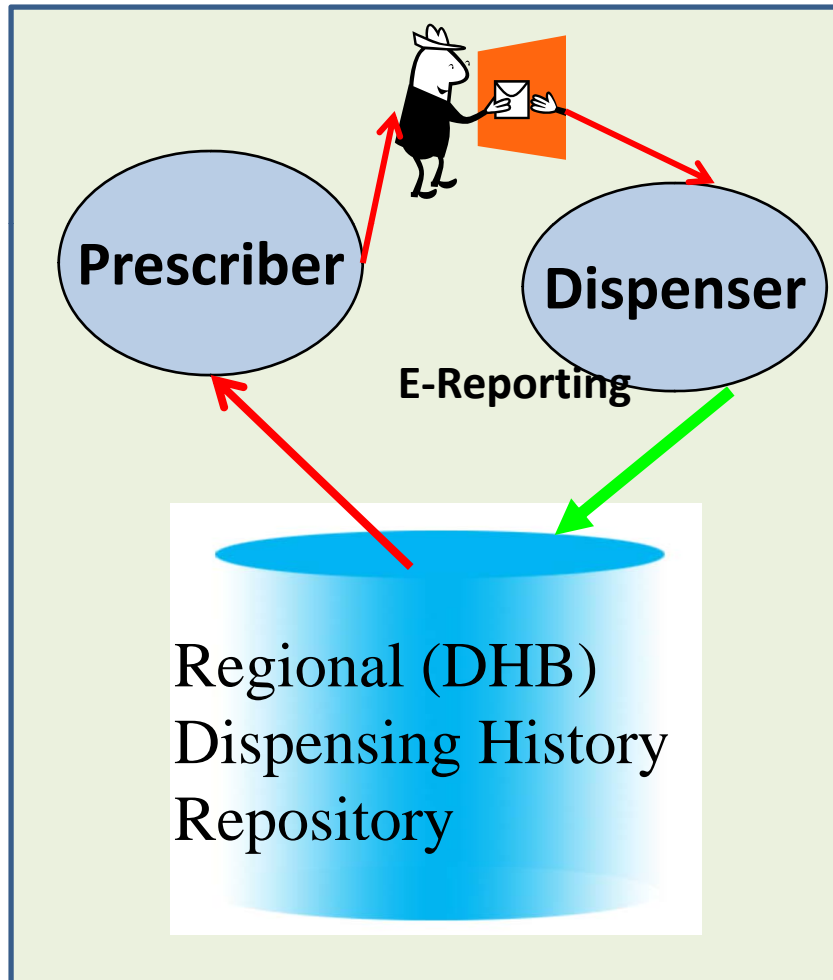 Prescriber
Dispenser
E-Reporting
Regional (DHB)
Dispensing History
Repository